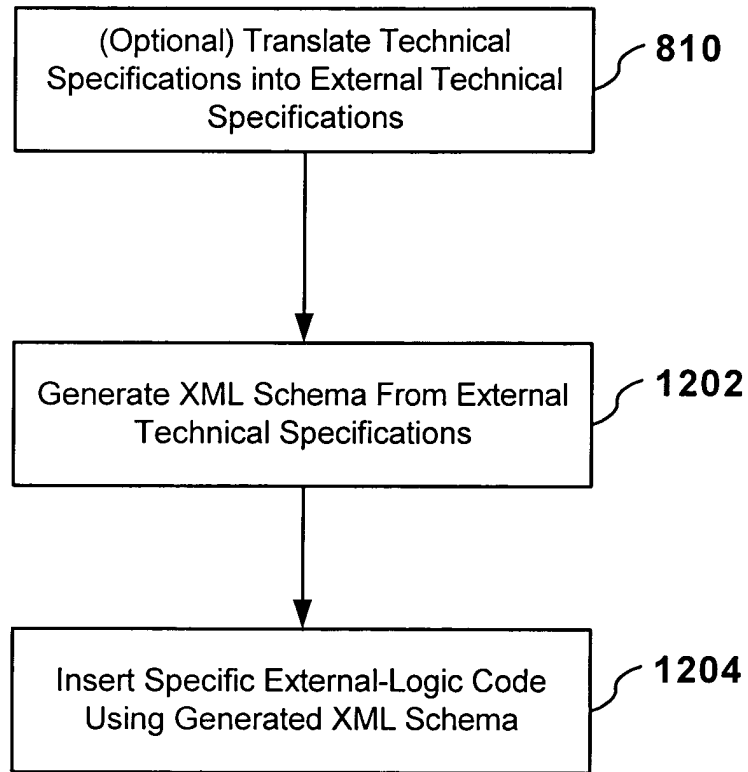 (Optional) Translate Technical
Specifications into External Technical
Specifications
810
Generate XML Schema From External
Technical Specifications
1202
Insert Specific External-Logic Code
Using Generated XML Schema
1204